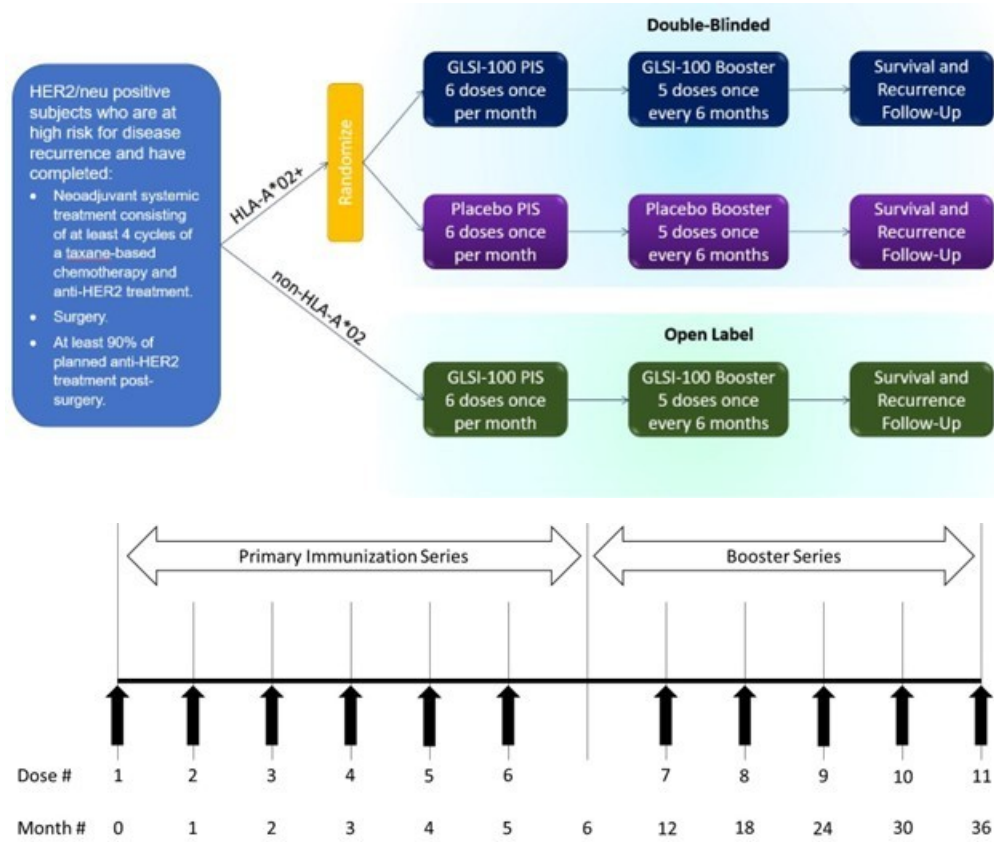 Double-Blinded
HER2/neu positive
subjects who are at
high risk for disease
recurrence and have
completed:
• Neoadjuvant systemic
treatment consisting
of at least 4 cycles of
a taxane-based
chemotherapy and
anti-HER2 treatment.
• Surgery.
• At least 90% of
planned anti-HER2
treatment post-
surgery.
HLA-A*02+
non-HLA-A*02
Randomize
GLSI-100 PIS
6 doses once
per month
GLSI-100 Booster
5 doses once
every 6 months
Survival and
Recurrence
Follow-Up
Placebo PIS
6 doses once
per month
Placebo Booster
5 doses once
every 6 months
Survival and
Recurrence
Follow-Up
Open Label
GLSI-100 PIS
6 doses once
per month
GLSI-100 Booster
5 doses once
every 6 months
Survival and
Recurrence
Follow-Up
Primary Immunization Series
Booster Series
Dose # 1 2 3 4 5 6 7 8 9 10 11
Month # 0 1 2 3 4 5 6 12 18 24 30 36